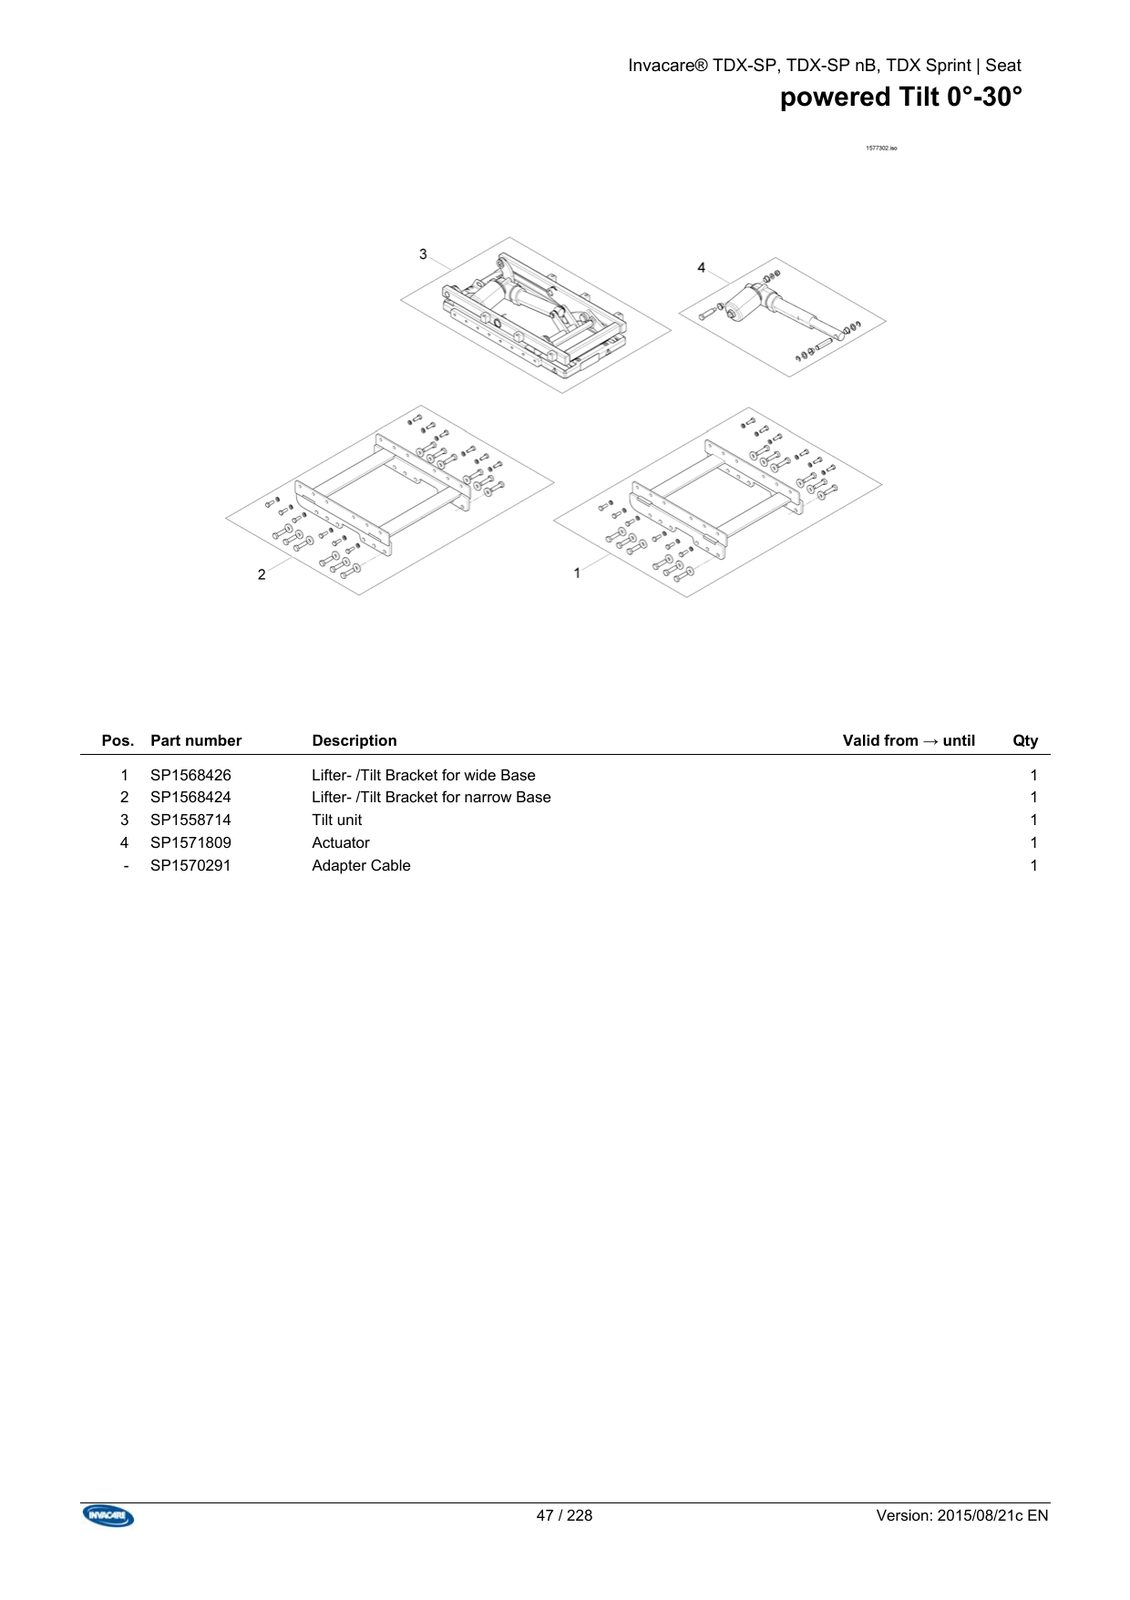 Invacare® TDX-SP, TDX-SP nB, TDX Sprint | Seat
powered Tilt 0°-30°
1577302.iso
3
4
2
1
Pos. Part number Description Valid from → until Qty
1 SP1568426 Lifter- /Tilt Bracket for wide Base 1
2 SP1568424 Lifter- /Tilt Bracket for narrow Base 1
3 SP1558714 Tilt unit 1
4 SP1571809 Actuator 1
- SP1570291 Adapter Cable 1
INVACARE 47 / 228 Version: 2015/08/21c EN